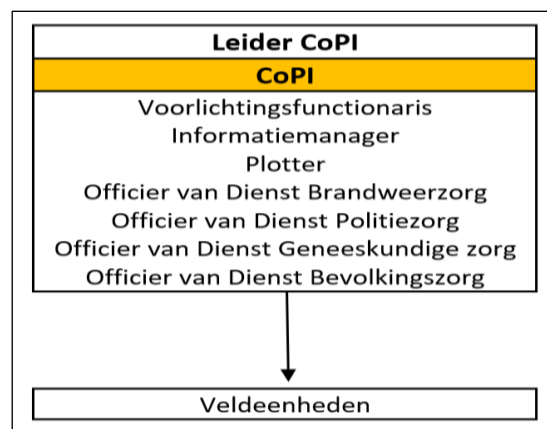 Leider CoPI
CoPI
Voorlichtingsfunctionaris
Informatiemanager
Plotter
Officier van Dienst Brandweerzorg
Officier van Dienst Politiezorg
Officier van Dienst Geneeskundige zorg
Officier van Dienst Bevolkingszorg
Veldeenheden